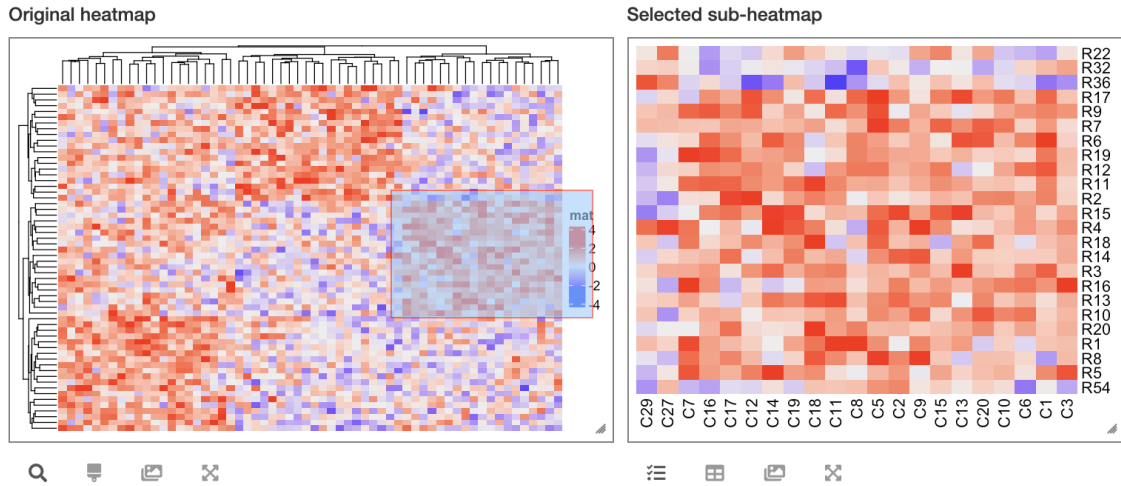 Original heatmap
Selected sub-heatmap
mat
4
2
0
-2
-4
R22
R32
R36
R17
R9
R7
R6
R19
R12
R11
R2
R15
R4
R18
R14
R3
R16
R13
R10
R20
R1
R8
R5
R54
C29 C27 C7 C16 C17 C12 C14 C19 C18 C11 C8 C5 C2 C9 C15 C13 C20 C10 C6 C1 C3